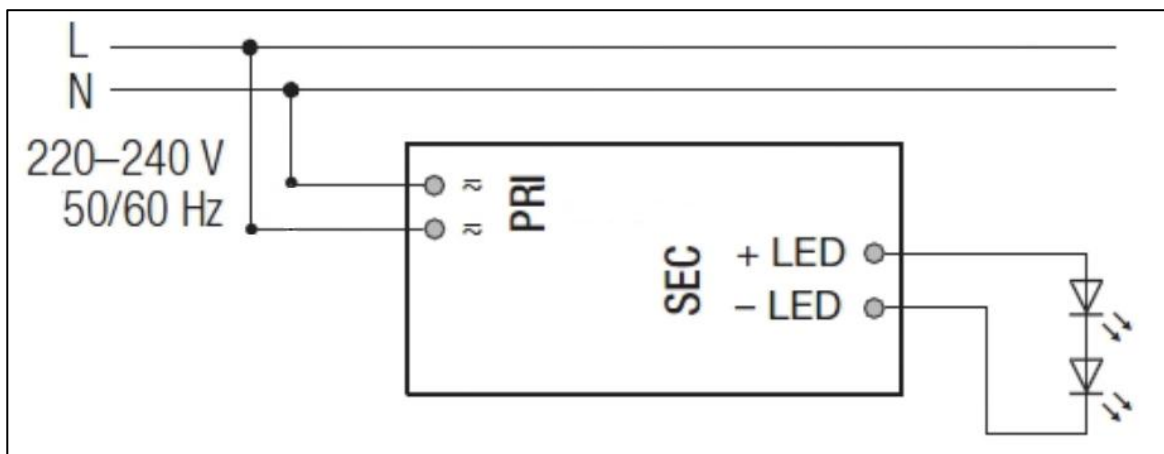 L
N
220–240 V
50/60 Hz
≈
≈
PRI
SEC
+ LED
– LED